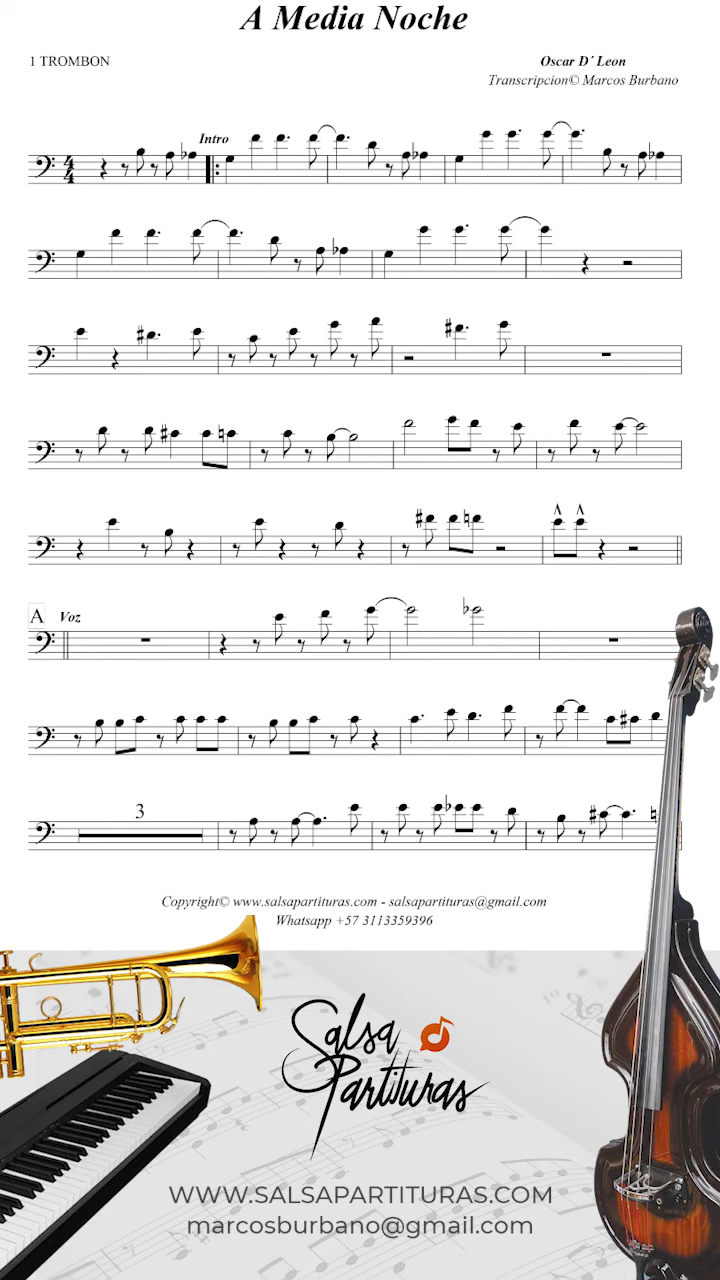 A Media Noche
1 TROMBON
Oscar D´ Leon
Transcripcion© Marcos Burbano
Intro
A
Voz
3
Copyright© www.salsapartituras.com - salsapartituras@gmail.com
Whatsapp +57 3113359396
Salsa
Partituras
WWW.SALSAPARTITURAS.COM
marcosburbano@gmail.com